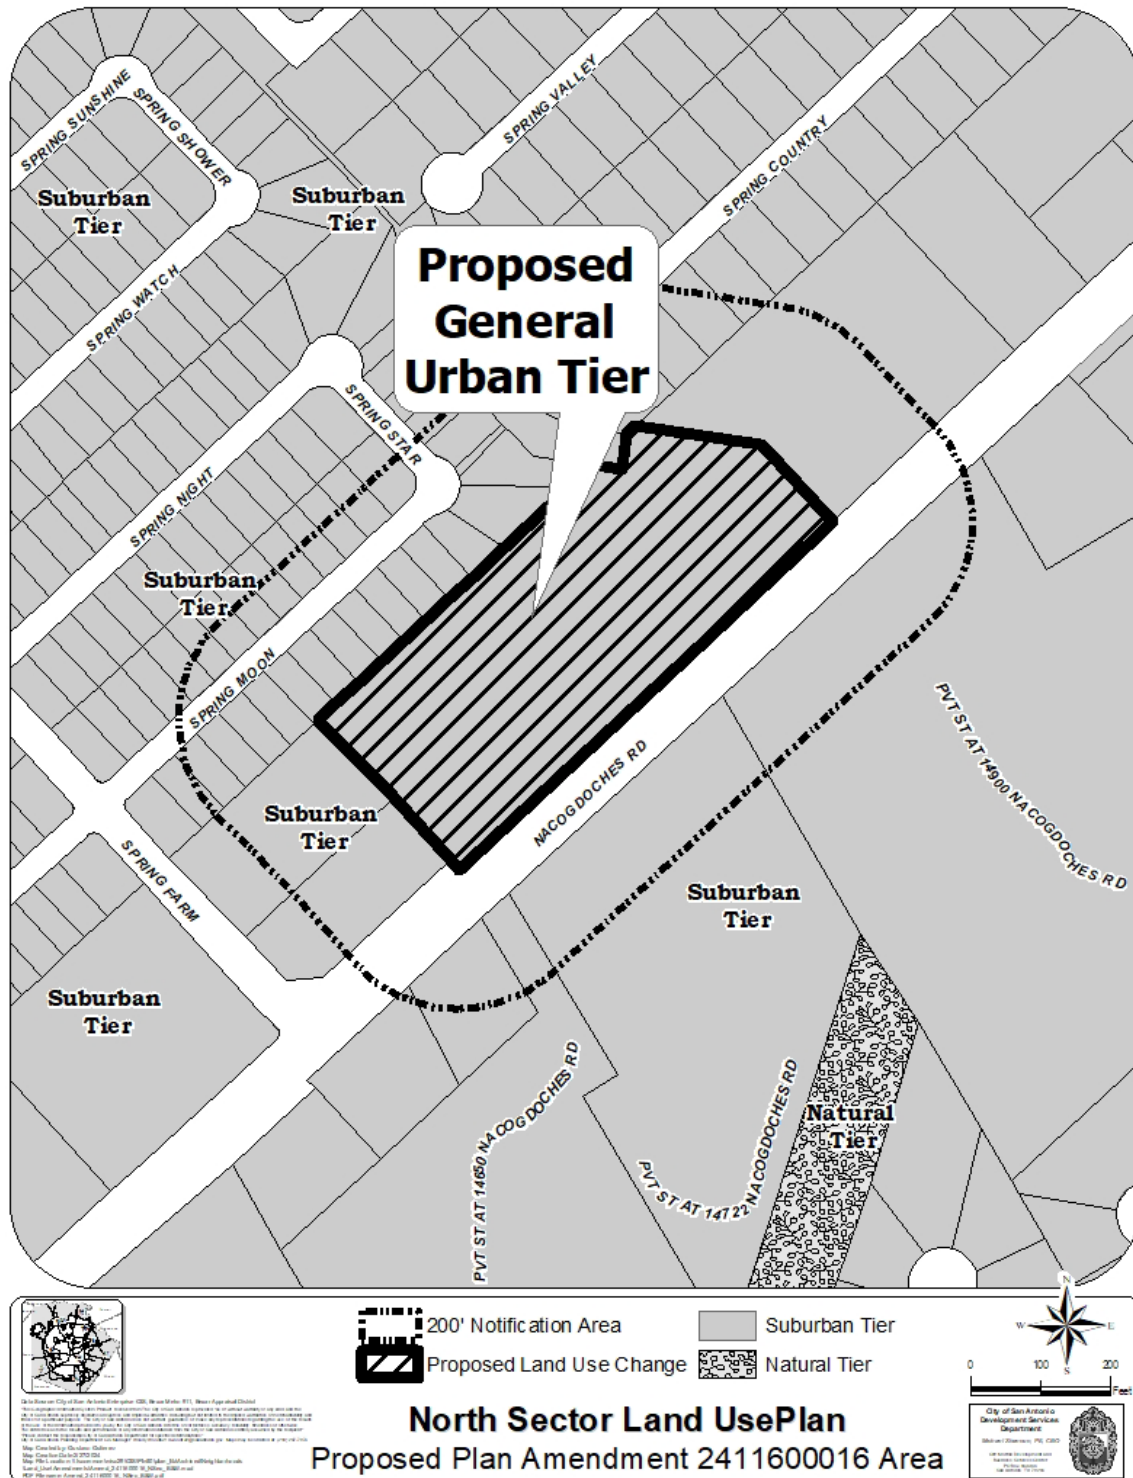 SPRING SUNSHINE
SPRING SHOWER
SPRING VALLEY
SPRING COUNTRY
Suburban
Tier
Suburban
Tier
SPRING WATCH
Proposed
General
Urban Tier
SPRING STAR
SPRING NIGHT
Suburban
Tier
SPRING MOON
NACOGDOCHES RD
PVT ST AT 14900 NACOGDOCHES RD
Suburban
Tier
SPRING FARM
Suburban
Tier
Suburban
Tier
PVT ST AT 14650 NACOGDOCHES RD
PVT ST AT 14722 NACOGDOCHES RD
Natural
Tier
200' Notification Area
Suburban Tier
Proposed Land Use Change
Natural Tier
N
W
E
S
0 100 200
Feet
North Sector Land UsePlan
Proposed Plan Amendment 2411600016 Area
City of San Antonio
Development Services
Department